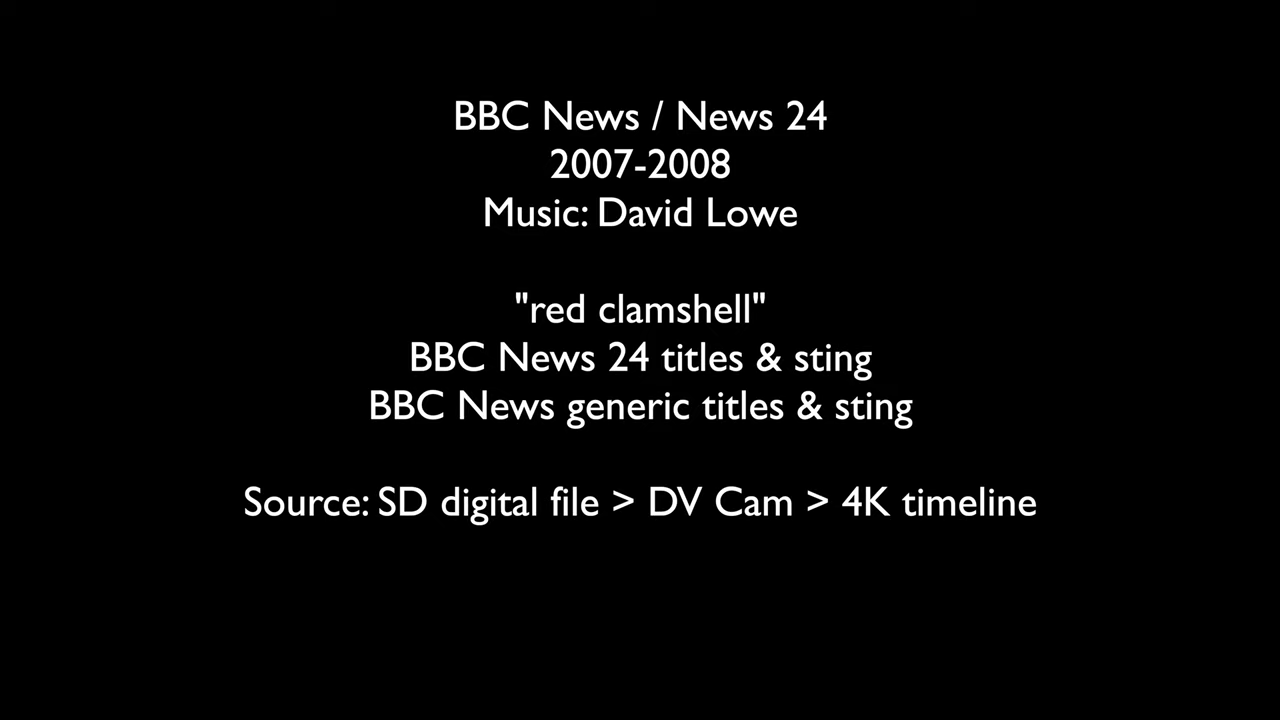 BBC News / News 24
2007-2008
Music: David Lowe
"red clamshell"
BBC News 24 titles & sting
BBC News generic titles & sting
Source: SD digital file > DV Cam > 4K timeline